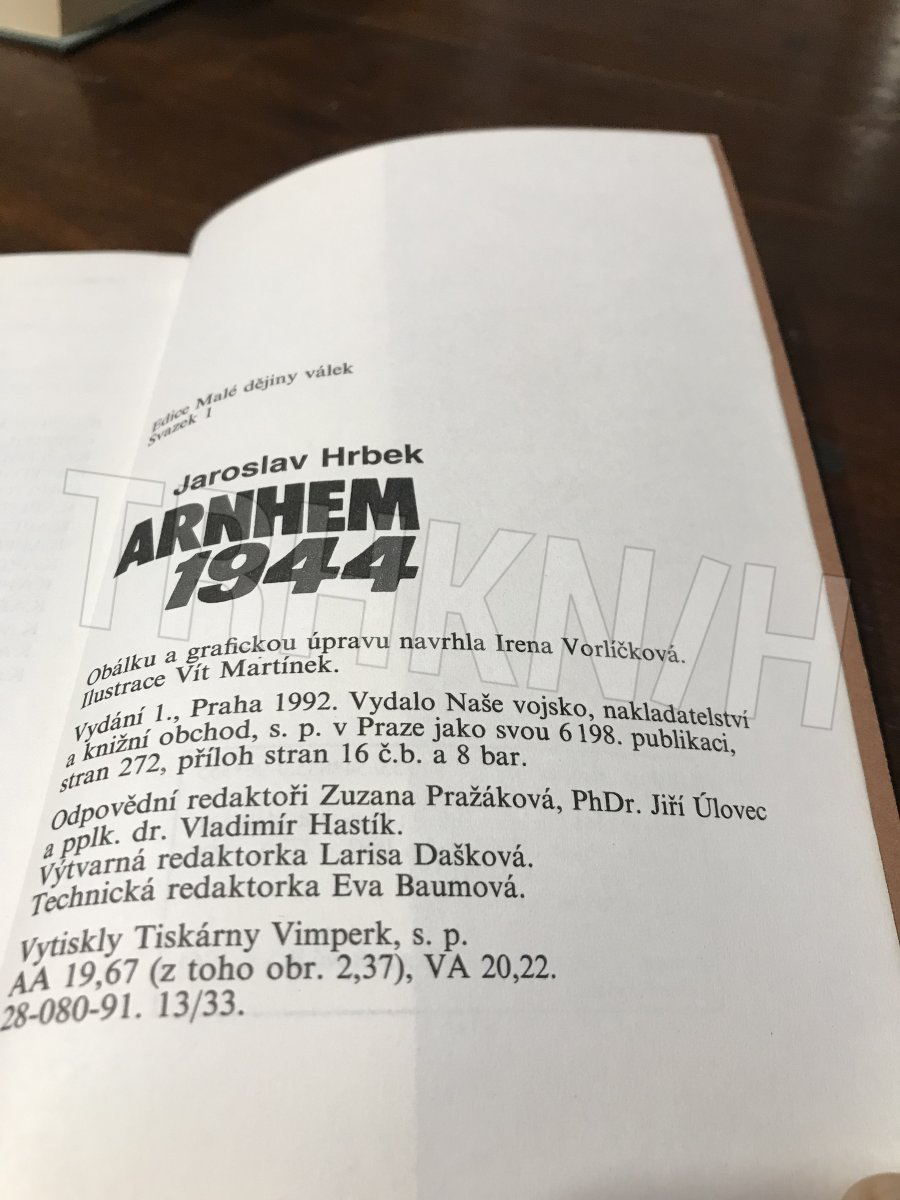 Edice Malé dějiny válek
Svazek 1
Jaroslav Hrbek
ARNHEM
1944
Obálku a grafickou úpravu navrhla Irena Vorlíčková.
Ilustrace Vít Martínek.
Vydání 1., Praha 1992. Vydalo Naše vojsko, nakladatelství
a knižní obchod, s. p. v Praze jako svou 6 198. publikaci,
stran 272, příloh stran 16 č.b. a 8 bar.
Odpovědní redaktoři Zuzana Pražáková, PhDr. Jiří Úlovec
a pplk. dr. Vladimír Hastík.
Výtvarná redaktorka Larisa Dašková.
Technická redaktorka Eva Baumová.
Vytiskly Tiskárny Vimperk, s. p.
AA 19,67 (z toho obr. 2,37), VA 20,22.
28-080-91. 13/33.
TRHKNIH